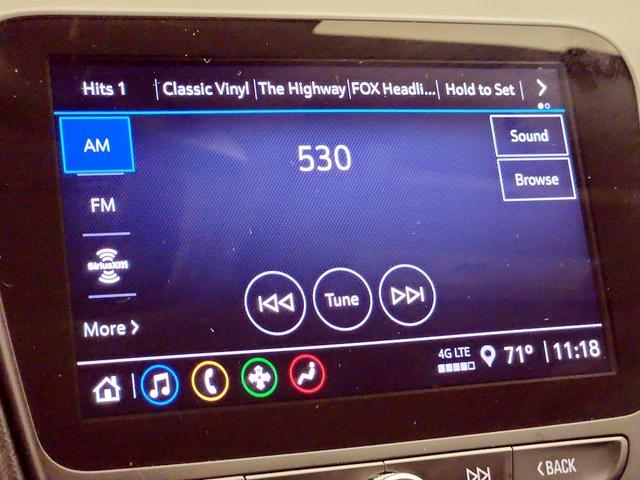 Hits 1
Classic Vinyl
The Highway
FOX Headli...
Hold to Set
AM
530
Sound
Browse
FM
SiriusXM
Tune
More
4G LTE
71°
11:18
BACK